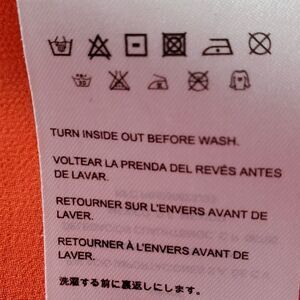 TURN INSIDE OUT BEFORE WASH.
VOLTEAR LA PRENDA DEL REVÉS ANTES
DE LAVAR.
RETOURNER SUR L'ENVERS AVANT DE
LAVER.
RETOURNER À L'ENVERS AVANT DE
LAVER.
洗濯する前に裏返しにします。